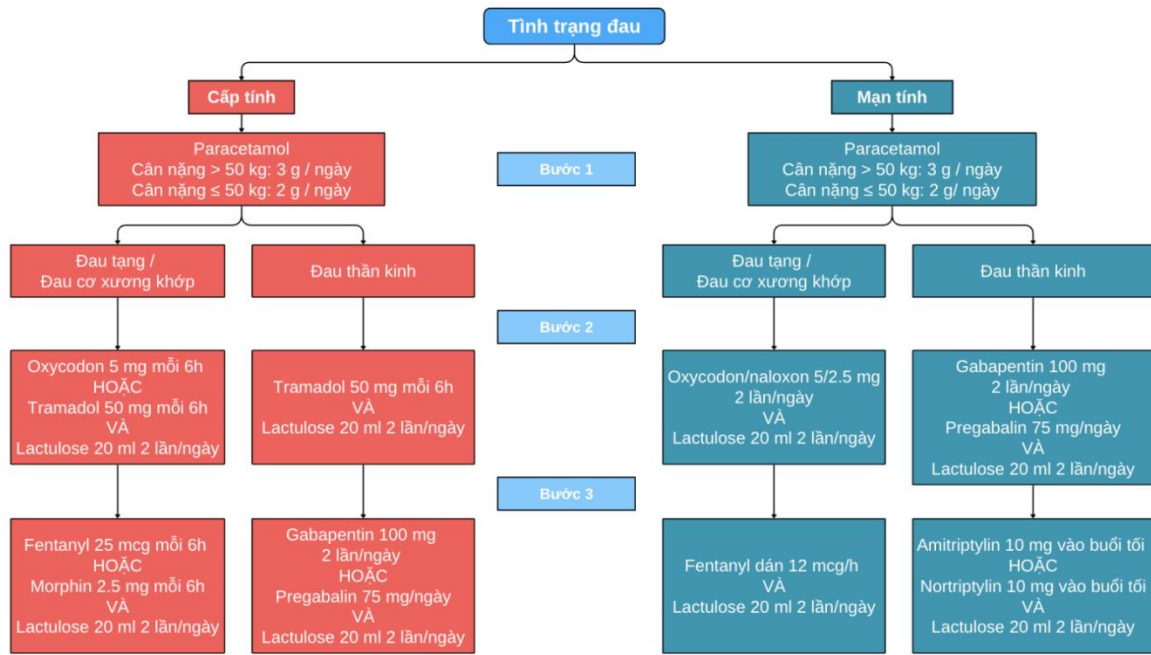 Tình trạng đau
Cấp tính
Mạn tính
Paracetamol
Cân nặng > 50 kg: 3 g / ngày
Cân nặng ≤ 50 kg: 2 g / ngày
Bước 1
Paracetamol
Cân nặng > 50 kg: 3 g / ngày
Cân nặng ≤ 50 kg: 2 g/ ngày
Đau tạng /
Đau cơ xương khớp
Đau thần kinh
Đau tạng /
Đau cơ xương khớp
Đau thần kinh
Bước 2
Oxycodon 5 mg mỗi 6h
HOẶC
Tramadol 50 mg mỗi 6h
VÀ
Lactulose 20 ml 2 lần/ngày
Tramadol 50 mg mỗi 6h
VÀ
Lactulose 20 ml 2 lần/ngày
Oxycodon/naloxon 5/2.5 mg
2 lần/ngày
VÀ
Lactulose 20 ml 2 lần/ngày
Gabapentin 100 mg
2 lần/ngày
HOẶC
Pregabalin 75 mg/ngày
VÀ
Lactulose 20 ml 2 lần/ngày
Bước 3
Fentanyl 25 mcg mỗi 6h
HOẶC
Morphin 2.5 mg mỗi 6h
VÀ
Lactulose 20 ml 2 lần/ngày
Gabapentin 100 mg
2 lần/ngày
HOẶC
Pregabalin 75 mg/ngày
VÀ
Lactulose 20 ml 2 lần/ngày
Fentanyl dán 12 mcg/h
VÀ
Lactulose 20 ml 2 lần/ngày
Amitriptylin 10 mg vào buổi tối
HOẶC
Nortriptylin 10 mg vào buổi tối
VÀ
Lactulose 20 ml 2 lần/ngày